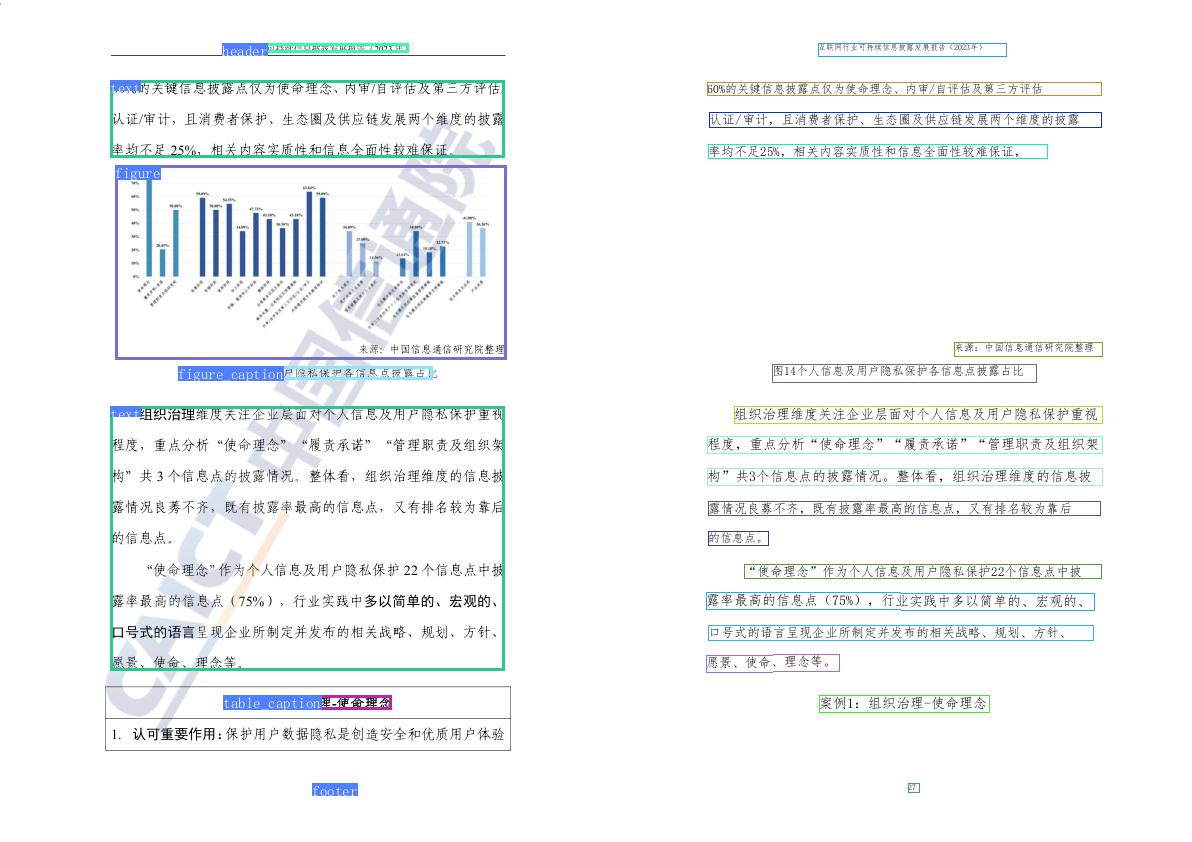 header
text的关键信息披露点仅为使命理念、内审/自评估及第三方评估
认证/审计，且消费者保护、生态圈及供应链发展两个维度的披露
率均不足 25%，相关内容实质性和信息全面性较难保证。
figure
来源：中国信息通信研究院整理
figure caption 隐私保护各信息点披露占比
text组织治理维度关注企业层面对个人信息及用户隐私保护重视
程度，重点分析“使命理念”“履责承诺”“管理职责及组织架
构”共 3 个信息点的披露情况。整体看，组织治理维度的信息披
露情况良莠不齐，既有披露率最高的信息点，又有排名较为靠后
的信息点。
“使命理念”作为个人信息及用户隐私保护 22 个信息点中披
露率最高的信息点（75%），行业实践中多以简单的、宏观的、
口号式的语言呈现企业所制定并发布的相关战略、规划、方针、
愿景、使命、理念等。
table caption理-使命理念
1. 认可重要作用：保护用户数据隐私是创造安全和优质用户体验
footer
CAICT 中国信通院
互联网行业可持续信息披露发展报告（2023年）
60%的关键信息披露点仅为使命理念、内审/自评估及第三方评估
认证/审计，且消费者保护、生态圈及供应链发展两个维度的披露
率均不足25%，相关内容实质性和信息全面性较难保证，
来源：中国信息通信研究院整理
图14个人信息及用户隐私保护各信息点披露占比
组织治理维度关注企业层面对个人信息及用户隐私保护重视
程度，重点分析“使命理念”“履责承诺”“管理职责及组织架
构”共3个信息点的披露情况。整体看，组织治理维度的信息披
露情况良莠不齐，既有披露率最高的信息点，又有排名较为靠后
的信息点。
“使命理念”作为个人信息及用户隐私保护22个信息点中披
露率最高的信息点（75%），行业实践中多以简单的、宏观的、
口号式的语言呈现企业所制定并发布的相关战略、规划、方针、
愿景、使命、理念等。
案例1：组织治理-使命理念
27